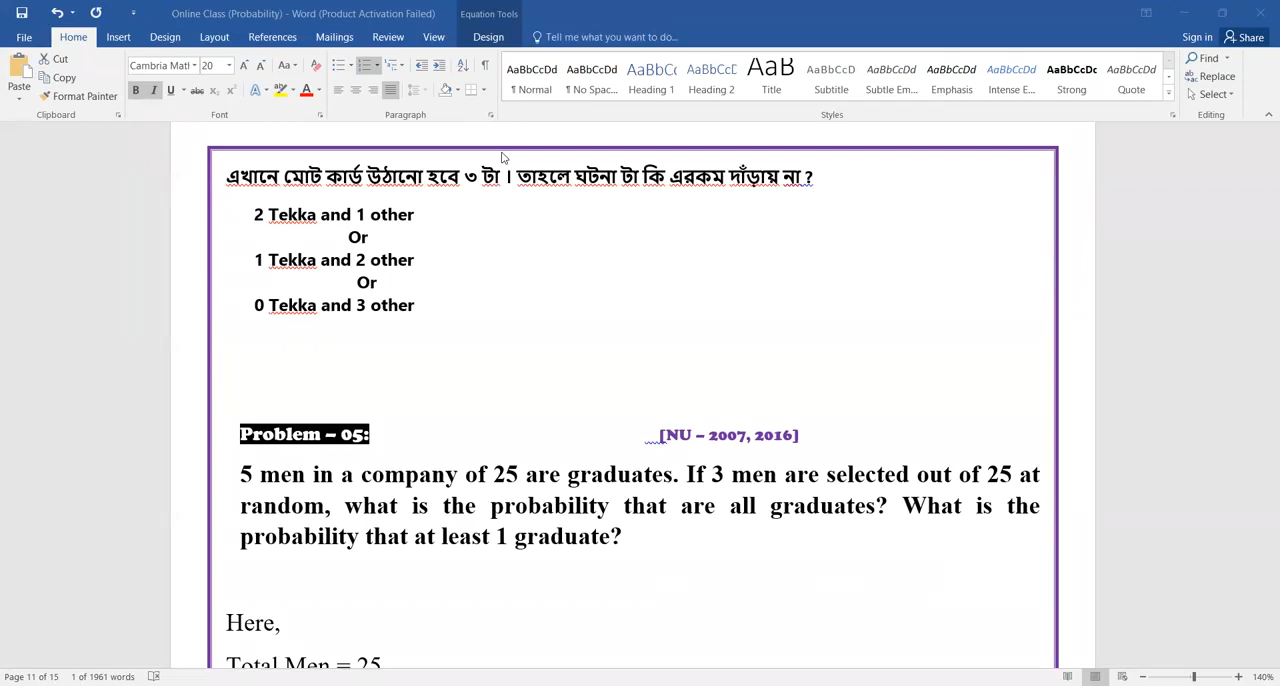 Online Class (Probability) - Word (Product Activation Failed)
Equation Tools
File Home Insert Design Layout References Mailings Review View Design Tell me what you want to do... Sign in Share
Paste Cut Copy Format Painter Clipboard
Cambria Matl 20 Font
Paragraph
AaBbCcDd AaBbCcDd AaBbC( AaBbCcC AaB AaBbCcD AaBbCcDd AaBbCcDd AaBbCcDd AaBbCcDc AaBbCcDd
¶ Normal ¶ No Spac... Heading 1 Heading 2 Title Subtitle Subtle Em... Emphasis Intense E... Strong Quote
Styles
Find Replace Select Editing
এখানে মোট কার্ড উঠানো হবে ৩ টা। তাহলে ঘটনা টা কি এরকম দাঁড়ায় না ?
2 Tekka and 1 other
Or
1 Tekka and 2 other
Or
0 Tekka and 3 other
Problem – 05: [NU – 2007, 2016]
5 men in a company of 25 are graduates. If 3 men are selected out of 25 at
random, what is the probability that are all graduates? What is the
probability that at least 1 graduate?
Here,
Total Men = 25
Page 11 of 15 1 of 1961 words 140%